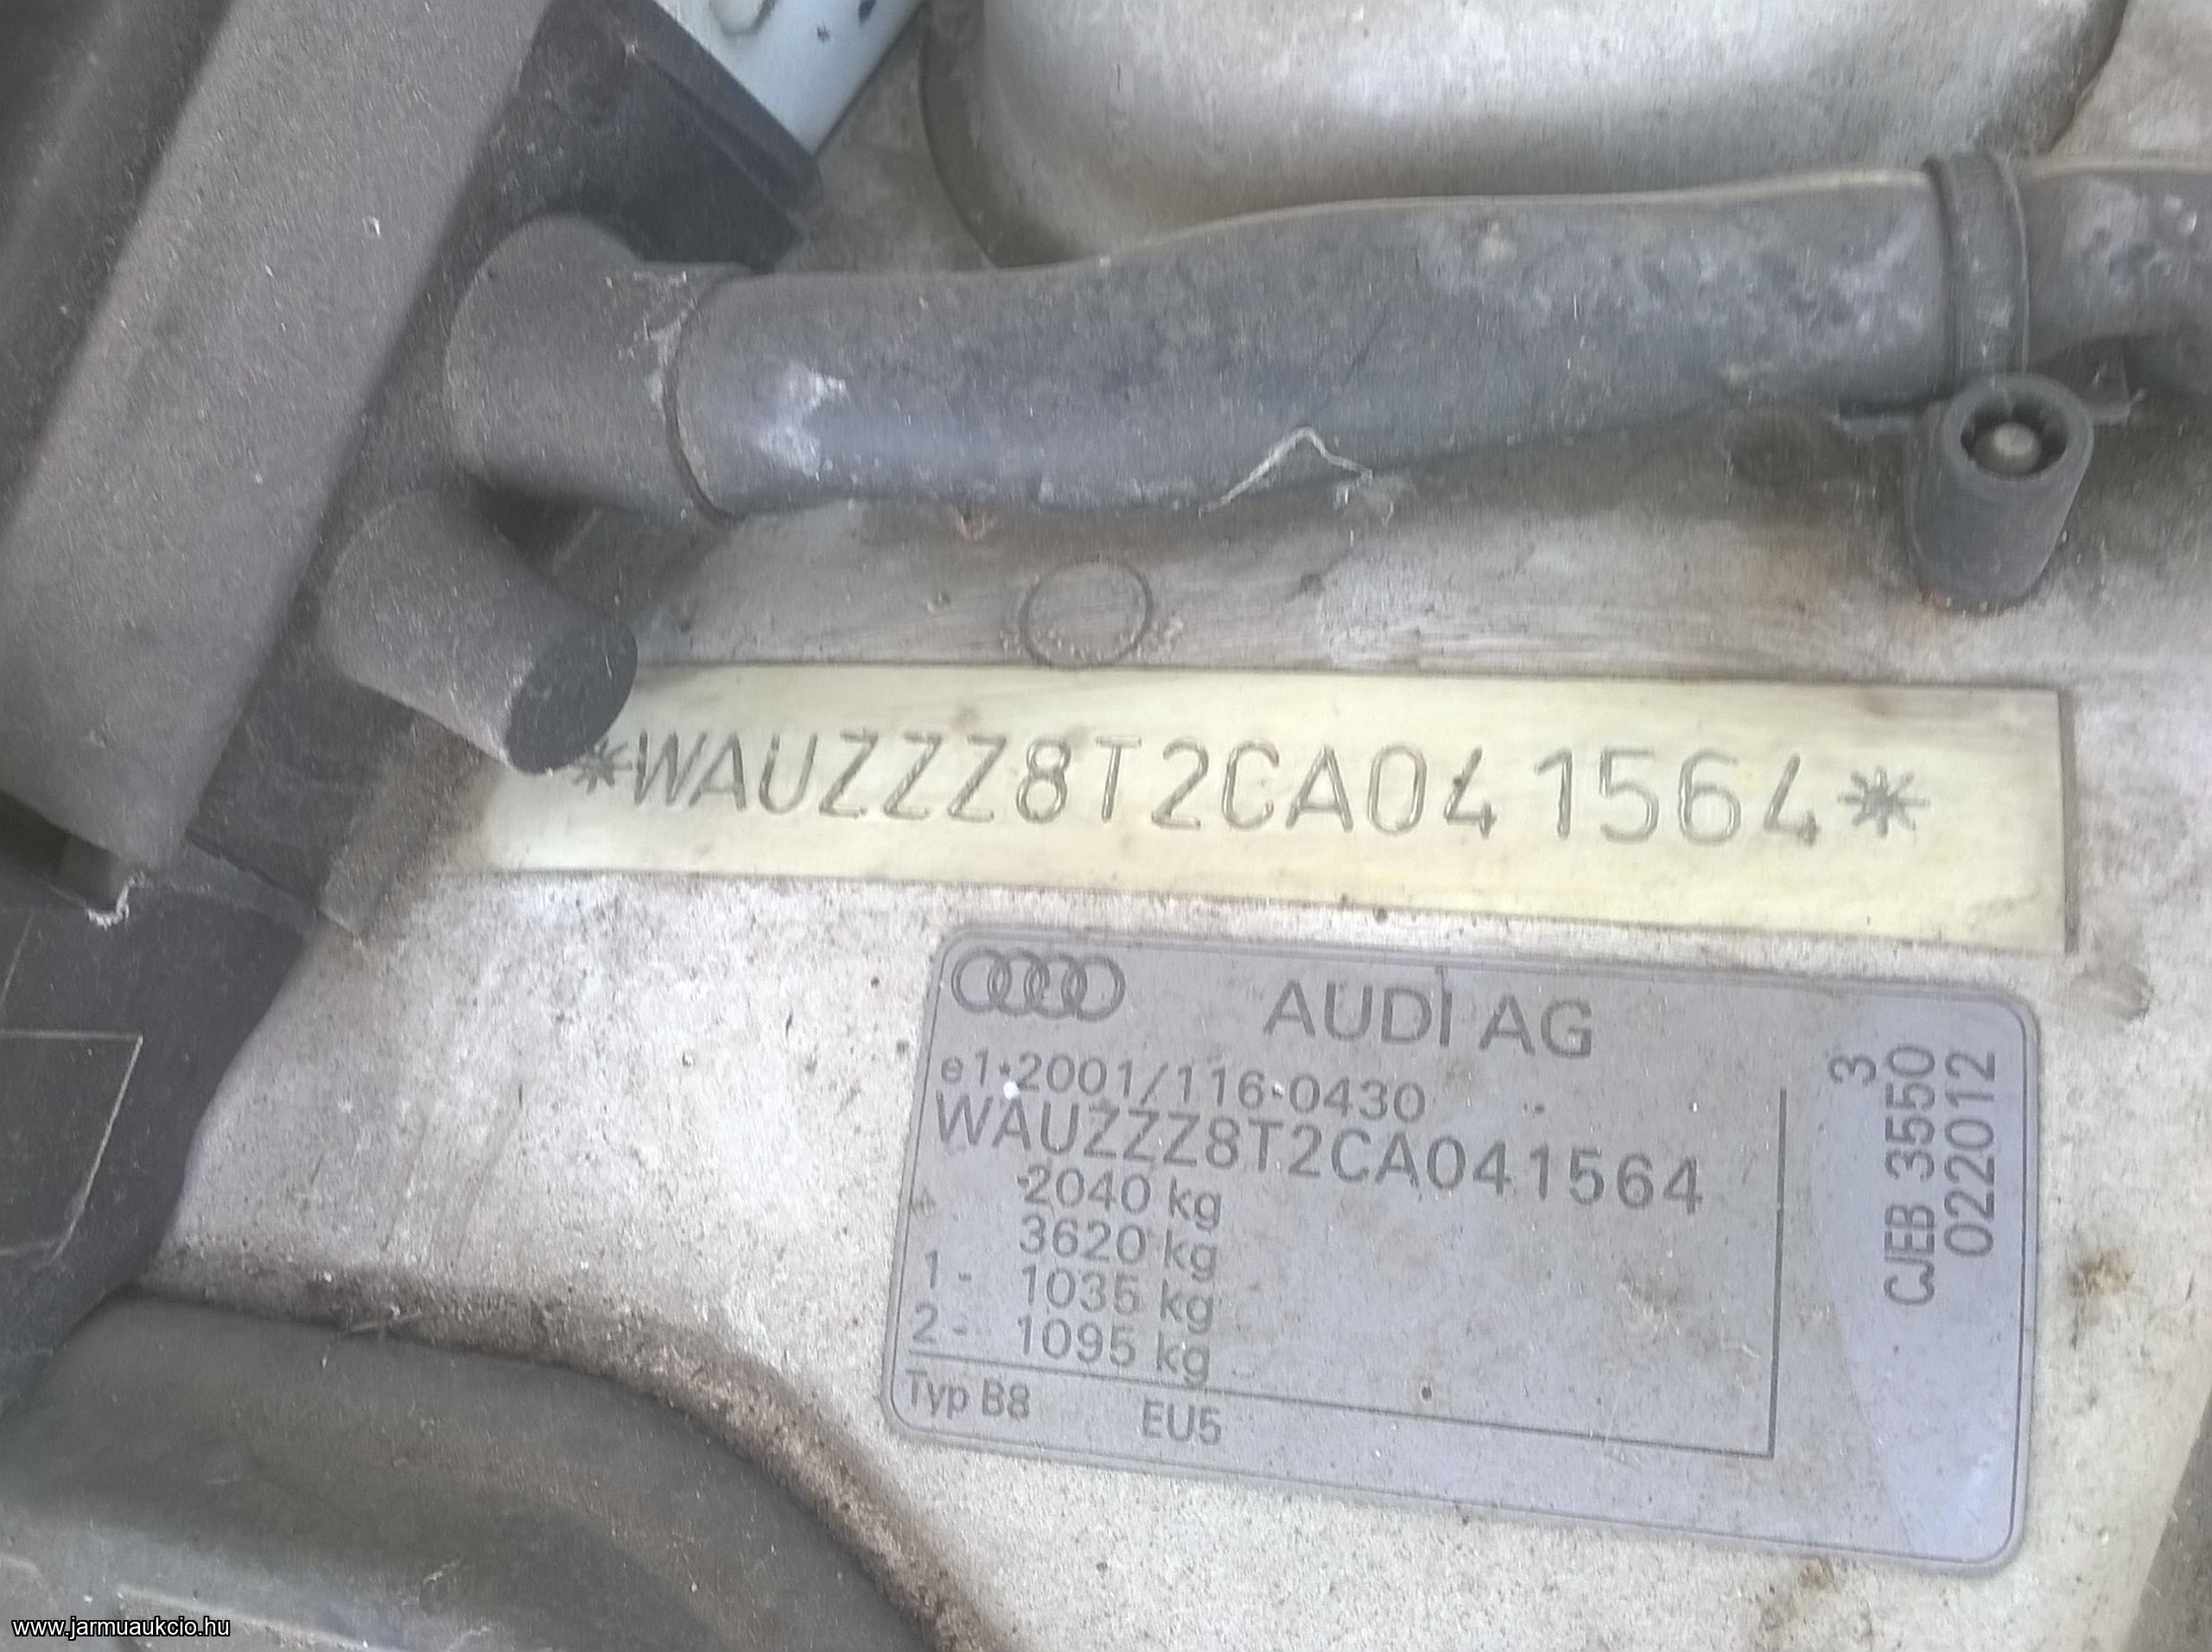 *WAUZZZ8T2CA041564*
AUDI AG
e1*2001/116*0430
WAUZZZ8T2CA041564
2040 kg
3620 kg
1 - 1035 kg
2 - 1095 kg
Typ B8 EU5
3
CJEB 3550
022012
www.jarmuaukcio.hu